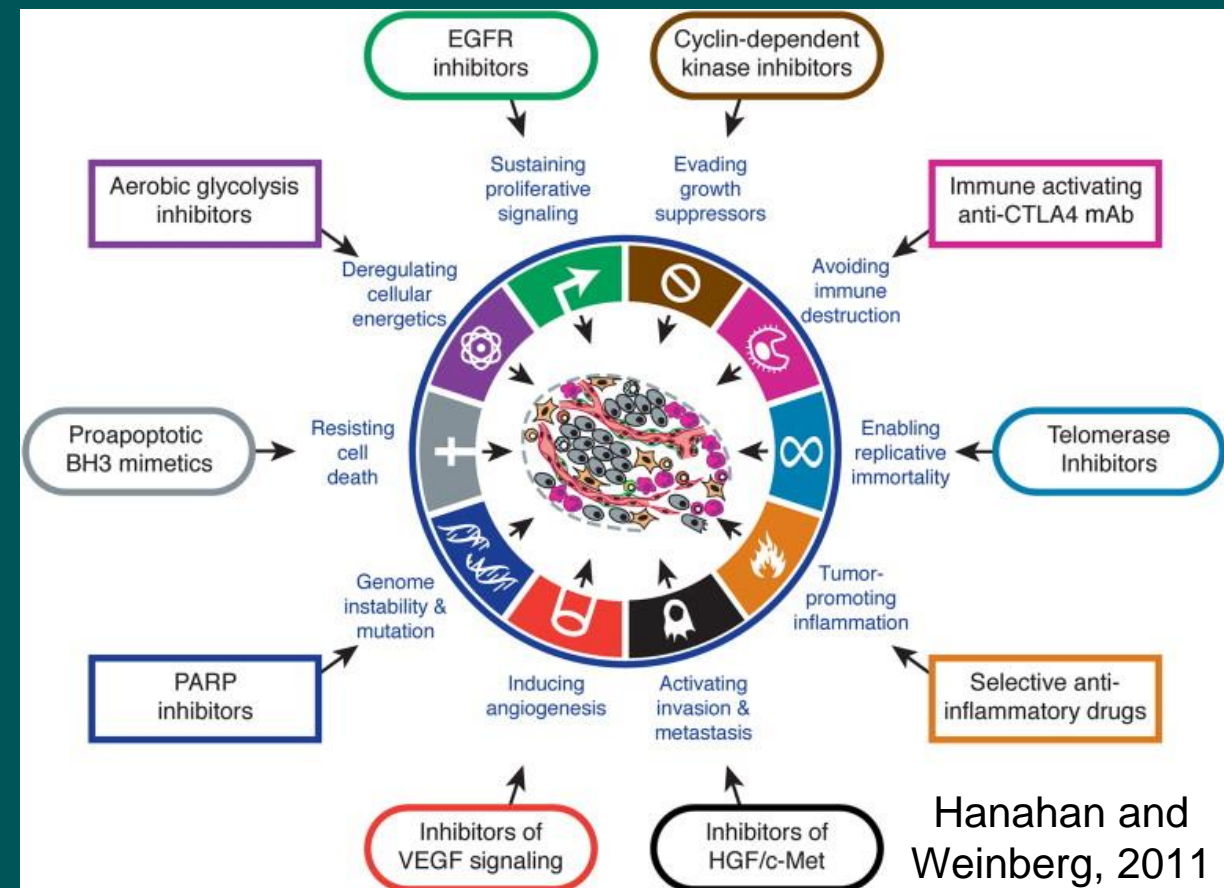 EGFR
inhibitors
Cyclin-dependent
kinase inhibitors
Sustaining
proliferative
signaling
Evading
growth
suppressors
Aerobic glycolysis
inhibitors
Immune activating
anti-CTLA4 mAb
Deregulating
cellular
energetics
Avoiding
immune
destruction
Proapoptotic
BH3 mimetics
Resisting
cell
death
Enabling
replicative
immortality
Telomerase
Inhibitors
Genome
instability &
mutation
Tumor-
promoting
inflammation
PARP
inhibitors
Inducing
angiogenesis
Activating
invasion &
metastasis
Selective anti-
inflammatory drugs
Inhibitors of
VEGF signaling
Inhibitors of
HGF/c-Met
Hanahan and
Weinberg, 2011